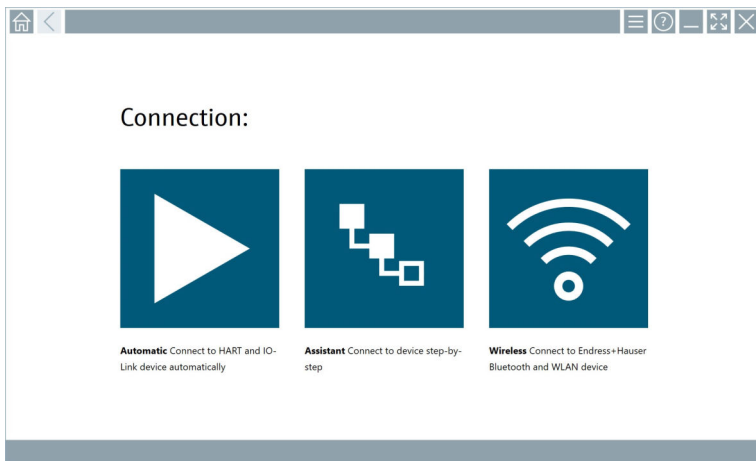 Connection:
Automatic Connect to HART and IO-
Link device automatically
Assistant Connect to device step-by-
step
Wireless Connect to Endress+Hauser
Bluetooth and WLAN device